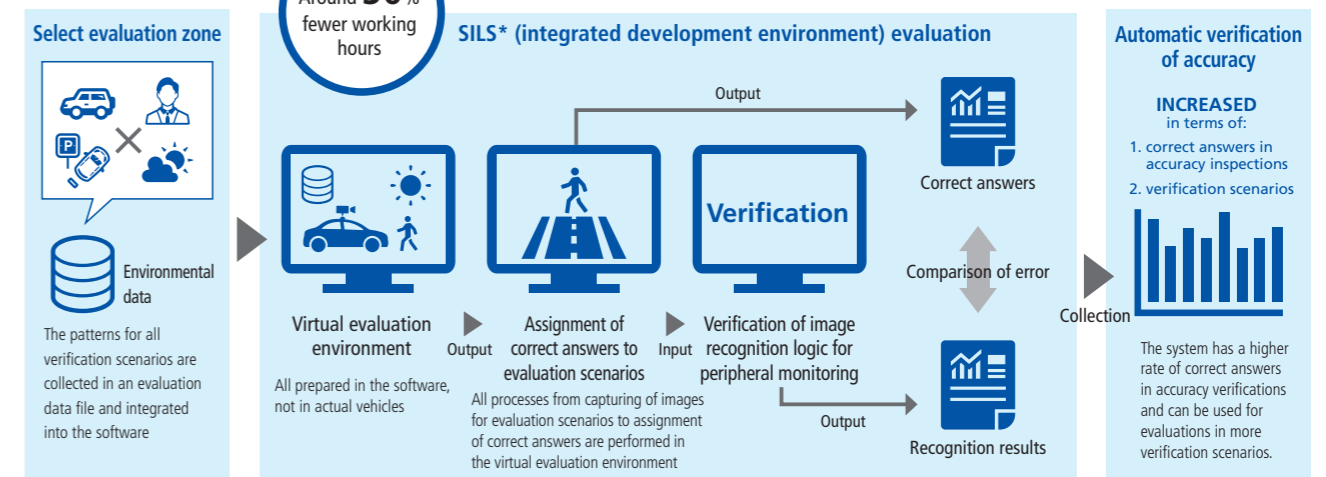 Select evaluation zone
P
Environmental
data
The patterns for all
verification scenarios are
collected in an evaluation
data file and integrated
into the software
Around %
fewer working
hours
SILS* (integrated development environment) evaluation
Virtual evaluation
environment
All prepared in the software,
not in actual vehicles
Output
Assignment of
correct answers to
evaluation scenarios
All processes from capturing of images
for evaluation scenarios to assignment
of correct answers are performed in
the virtual evaluation environment
Input
Verification
Verification of image
recognition logic for
peripheral monitoring
Output
Output
Correct answers
Comparison of error
Recognition results
Collection
Automatic verification
of accuracy
INCREASED
in terms of:
1. correct answers in
accuracy inspections
2. verification scenarios
The system has a higher
rate of correct answers
in accuracy verifications
and can be used for
evaluations in more
verification scenarios.